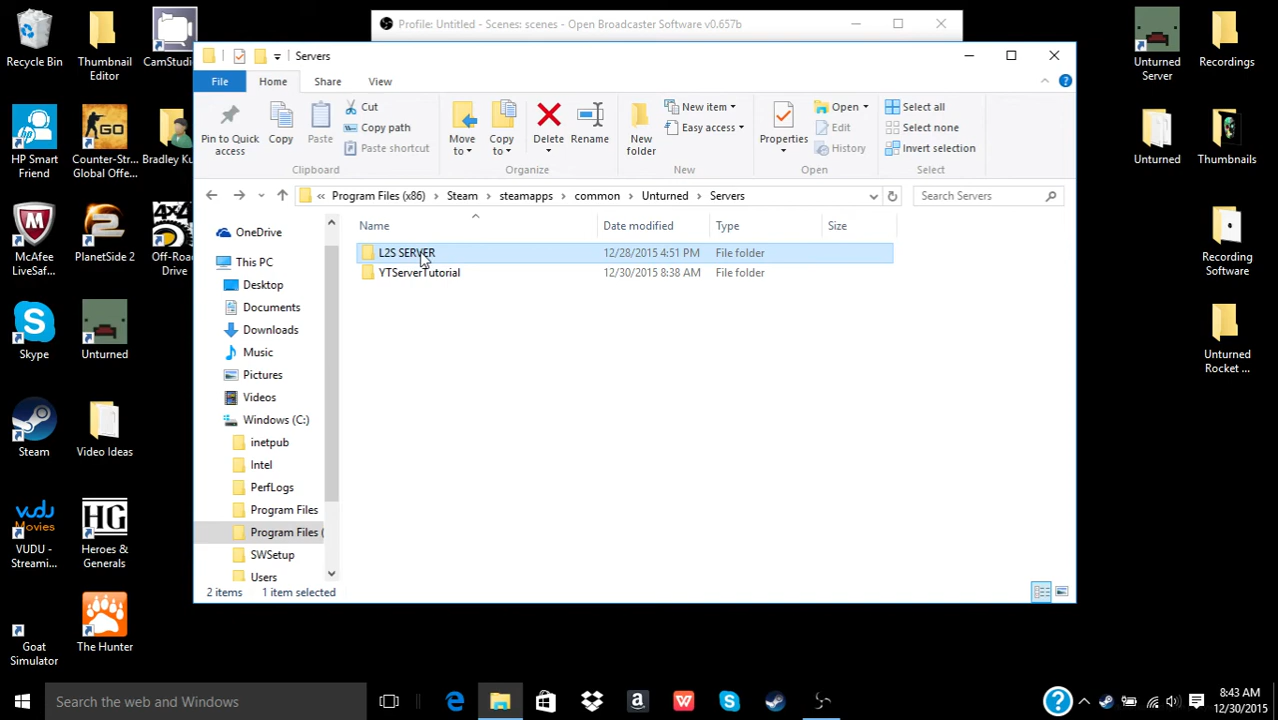 Profile: Untitled - Scenes: scenes - Open Broadcaster Software v0.657b
Servers
File Home Share View
Pin to Quick access
Copy
Paste
Cut
Copy path
Paste shortcut
Clipboard
Move to
Copy to
Delete
Rename
Organize
New folder
New item
Easy access
New
Properties
Open
Edit
History
Open
Select all
Select none
Invert selection
Select
« Program Files (x86) Steam steamapps common Unturned Servers
Search Servers
Name Date modified Type Size
L2S SERVER 12/28/2015 4:51 PM File folder
YTServerTutorial 12/30/2015 8:38 AM File folder
OneDrive
This PC
Desktop
Documents
Downloads
Music
Pictures
Videos
Windows (C:)
inetpub
Intel
PerfLogs
Program Files
Program Files (
SWSetup
Users
2 items 1 item selected
Recycle Bin
Thumbnail Editor
CamStudi
HP Smart Friend
Counter-Str... Global Offe...
Bradley Ku
McAfee LiveSaf...
PlanetSide 2
Off-Roa Drive
Skype
Unturned
Steam
Video Ideas
VUDU - Streami...
vudu Movies
HG
Heroes & Generals
Goat Simulator
The Hunter
Unturned Server
Recordings
Unturned
Thumbnails
Recording Software
Unturned Rocket ...
Search the web and Windows
8:43 AM
12/30/2015